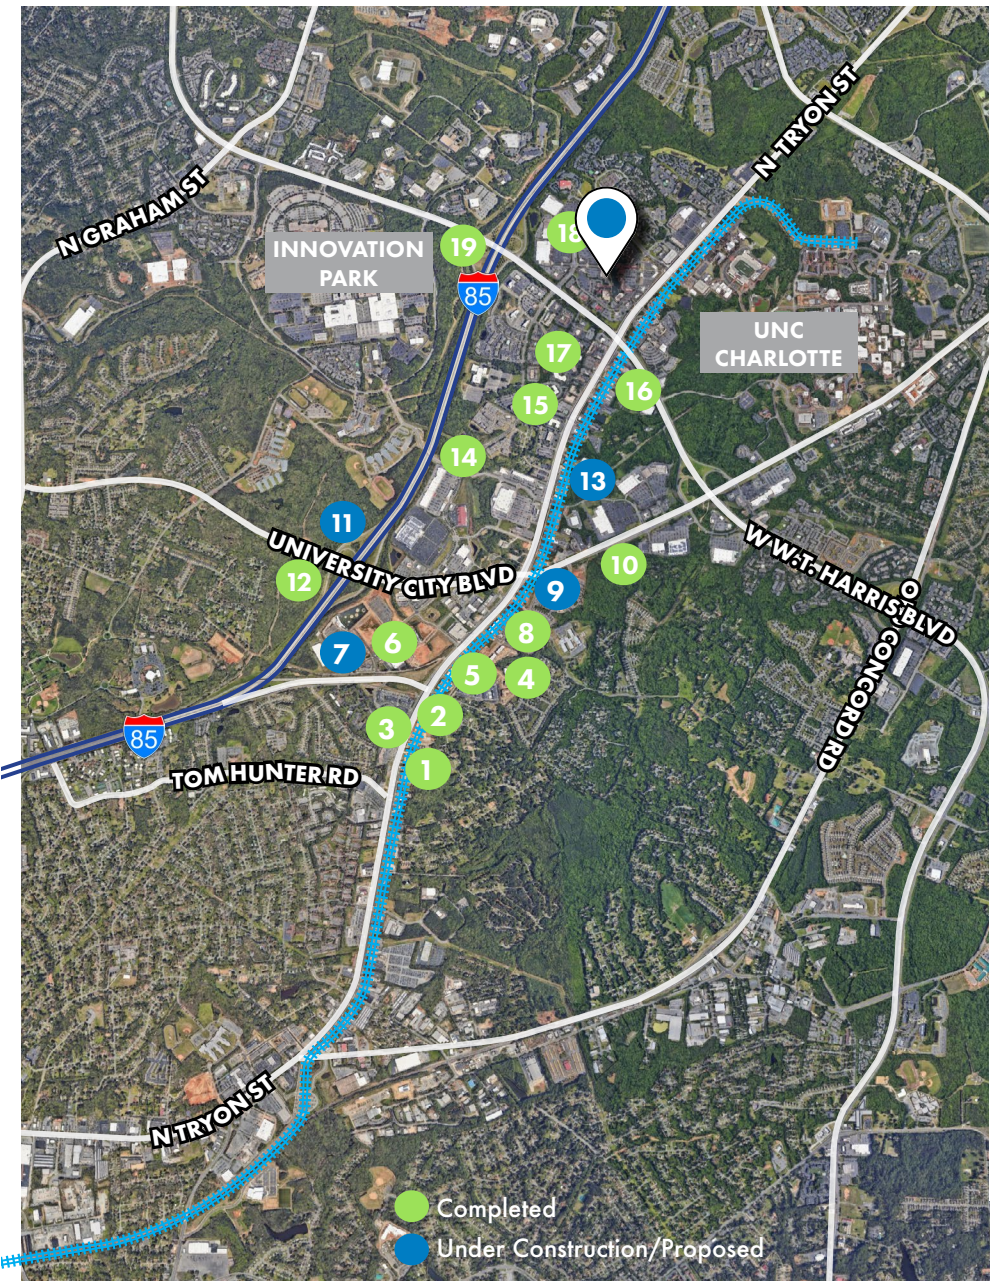 N TRYON ST
N GRAHAM ST
18
19
INNOVATION
PARK
85
UNC
CHARLOTTE
17
16
15
14
13
11
UNIVERSITY CITY BLVD
W W.T. HARRIS BLVD
10
12
9
OLD CONCORD RD
8
6
7
5
4
2
3
85
1
TOM HUNTER RD
N TRYON ST
Completed
Under Construction/Proposed